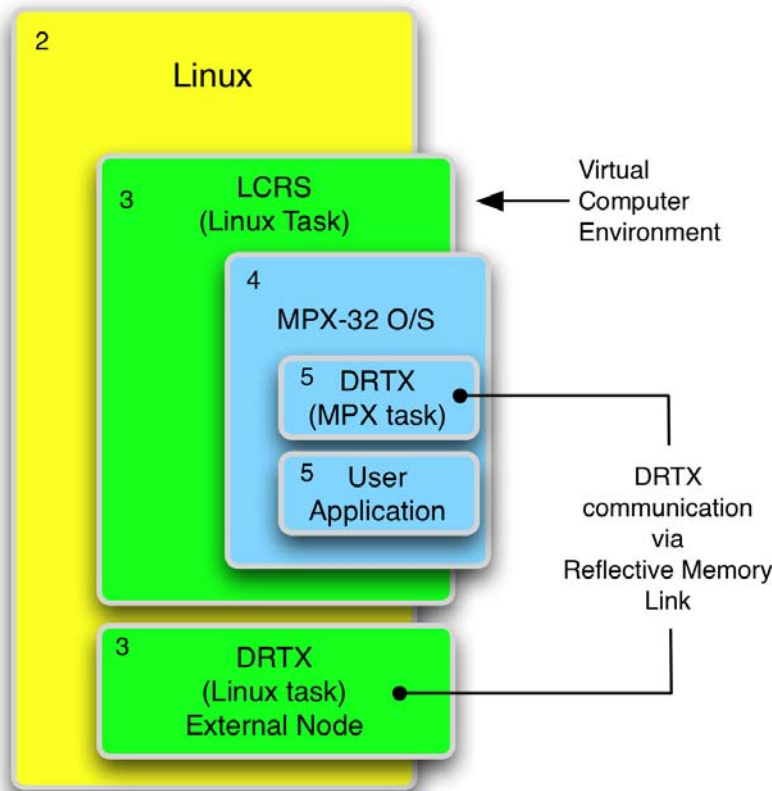 2
Linux
3
LCRS
(Linux Task)
Virtual
Computer
Environment
4
MPX-32 O/S
5
DRTX
(MPX task)
5
User
Application
DRTX
communication
via
Reflective Memory
Link
3
DRTX
(Linux task)
External Node